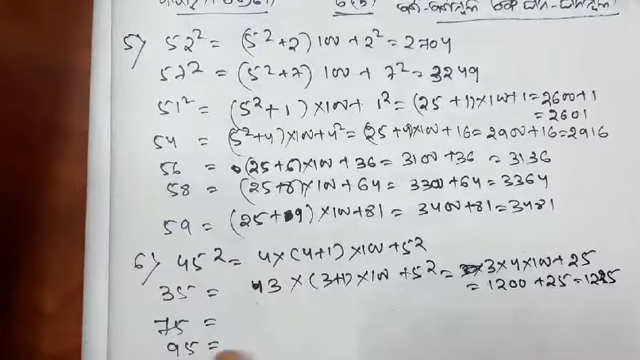 5) 52² = (5²+2) 100 + 2² = 2704
57² = (5²+7) 100 + 7² = 3249
51² = (5²+1) ×100 + 1² = (25+1)×100+1 = 2600+1
= 2601
54 = (5²+4)×100+4² = (25+4)×100+16 = 2900+16 = 2916
56 = (25+6)×100 + 36 = 3100+36 = 3136
58 = (25+8)×100+64 = 3300+64 = 3364
59 = (25+9)×100+81 = 3400+81 = 3481
6) 45² = 4×(4+1)×100+5²
35 = 3×(3+1)×100+5² = 3×4×100+25
= 1200+25=1225
75 =
95 =